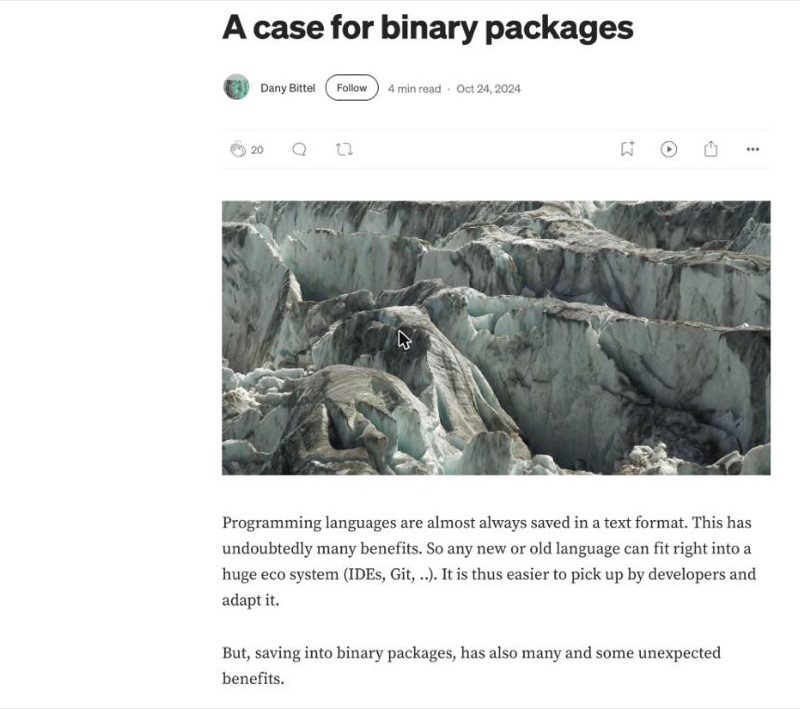 A case for binary packages
Dany Bittel Follow 4 min read · Oct 24, 2024
20
Programming languages are almost always saved in a text format. This has
undoubtedly many benefits. So any new or old language can fit right into a
huge eco system (IDEs, Git, ..). It is thus easier to pick up by developers and
adapt it.
But, saving into binary packages, has also many and some unexpected
benefits.